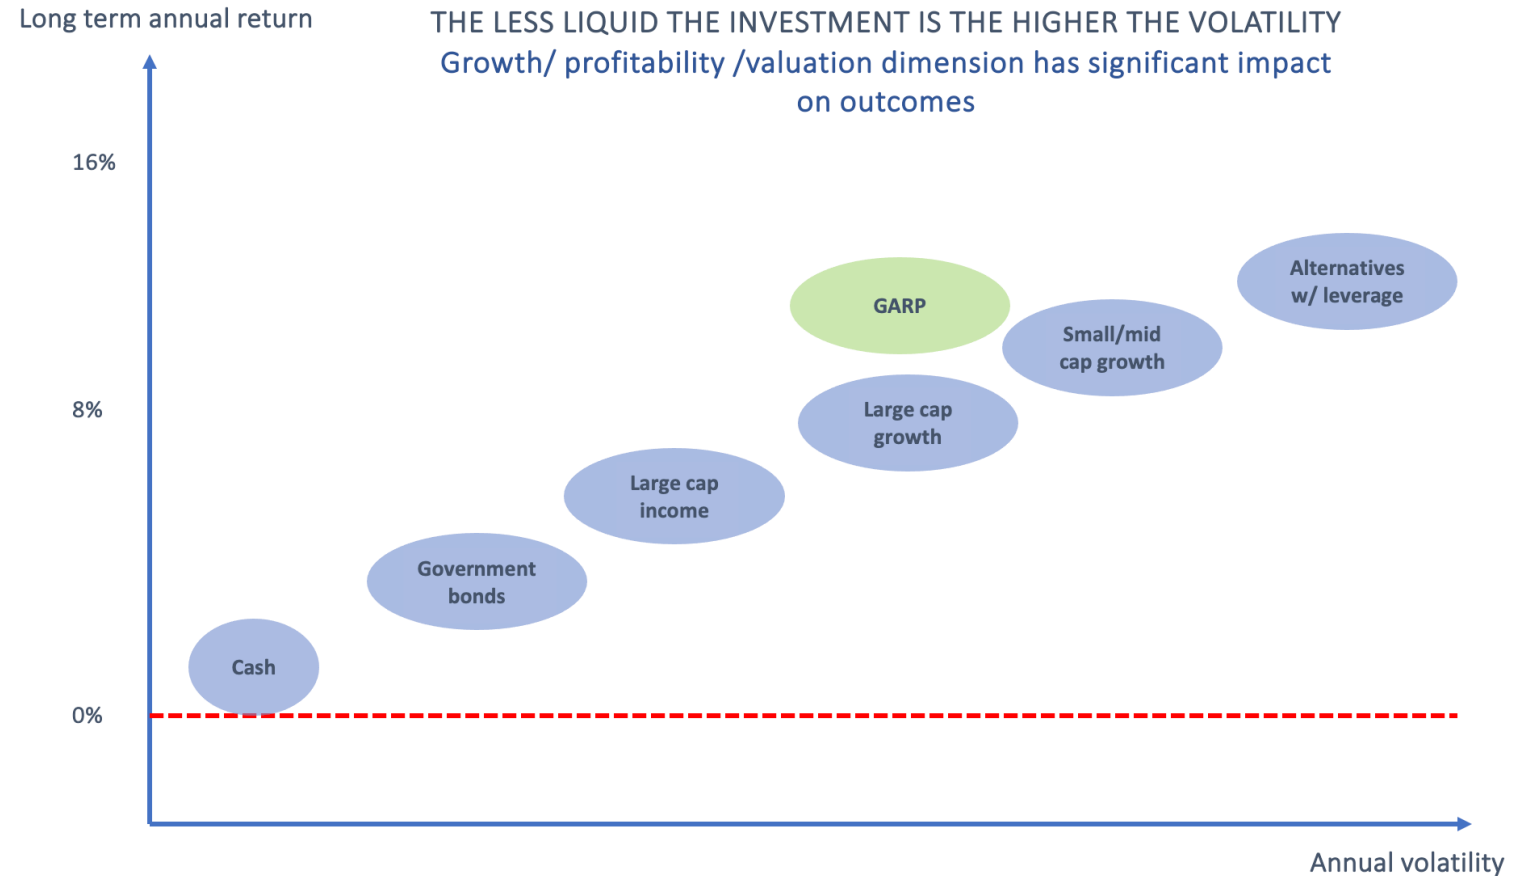 Long term annual return
THE LESS LIQUID THE INVESTMENT IS THE HIGHER THE VOLATILITY
Growth/ profitability /valuation dimension has significant impact
on outcomes
16%
Alternatives
w/ leverage
GARP
Small/mid
cap growth
8%
Large cap
growth
Large cap
income
Government
bonds
Cash
0%
Annual volatility